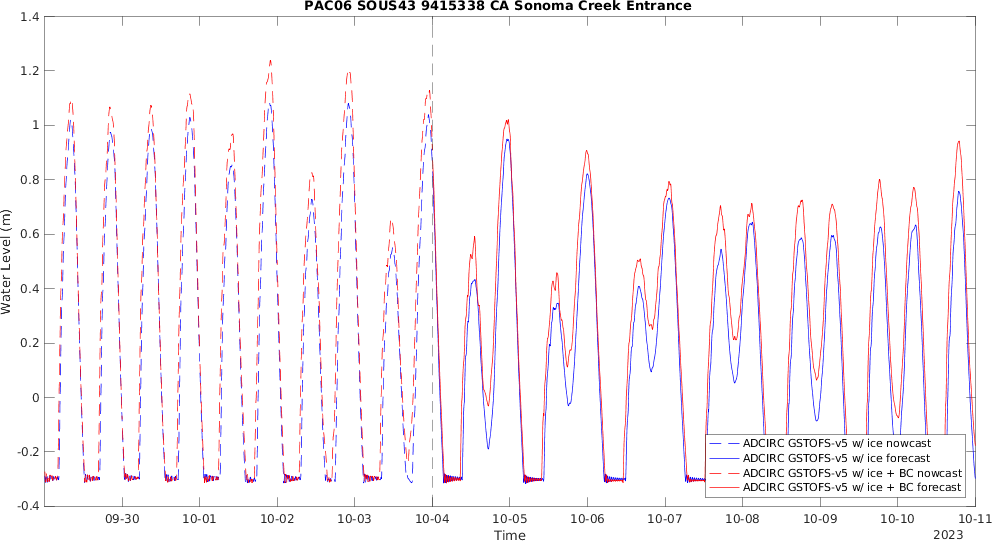 PAC06 SOUS43 9415338 CA Sonoma Creek Entrance
1.4
1.2
1
0.8
0.6
0.4
0.2
0
-0.2
-0.4
Water Level (m)
09-30 10-01 10-02 10-03 10-04 10-05 10-06 10-07 10-08 10-09 10-10 10-11
Time
2023
ADCIRC GSTOFS-v5 w/ ice nowcast
ADCIRC GSTOFS-v5 w/ ice forecast
ADCIRC GSTOFS-v5 w/ ice + BC nowcast
ADCIRC GSTOFS-v5 w/ ice + BC forecast